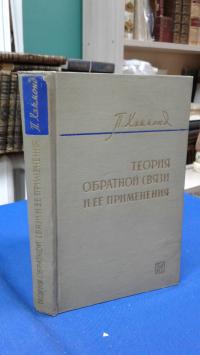 П. Хэммонд
ТЕОРИЯ
ОБРАТНОЙ СВЯЗИ
И ЕЕ ПРИМЕНЕНИЯ
П. Хэммонд
ТЕОРИЯ ОБРАТНОЙ СВЯЗИ И ЕЕ ПРИМЕНЕНИЯ